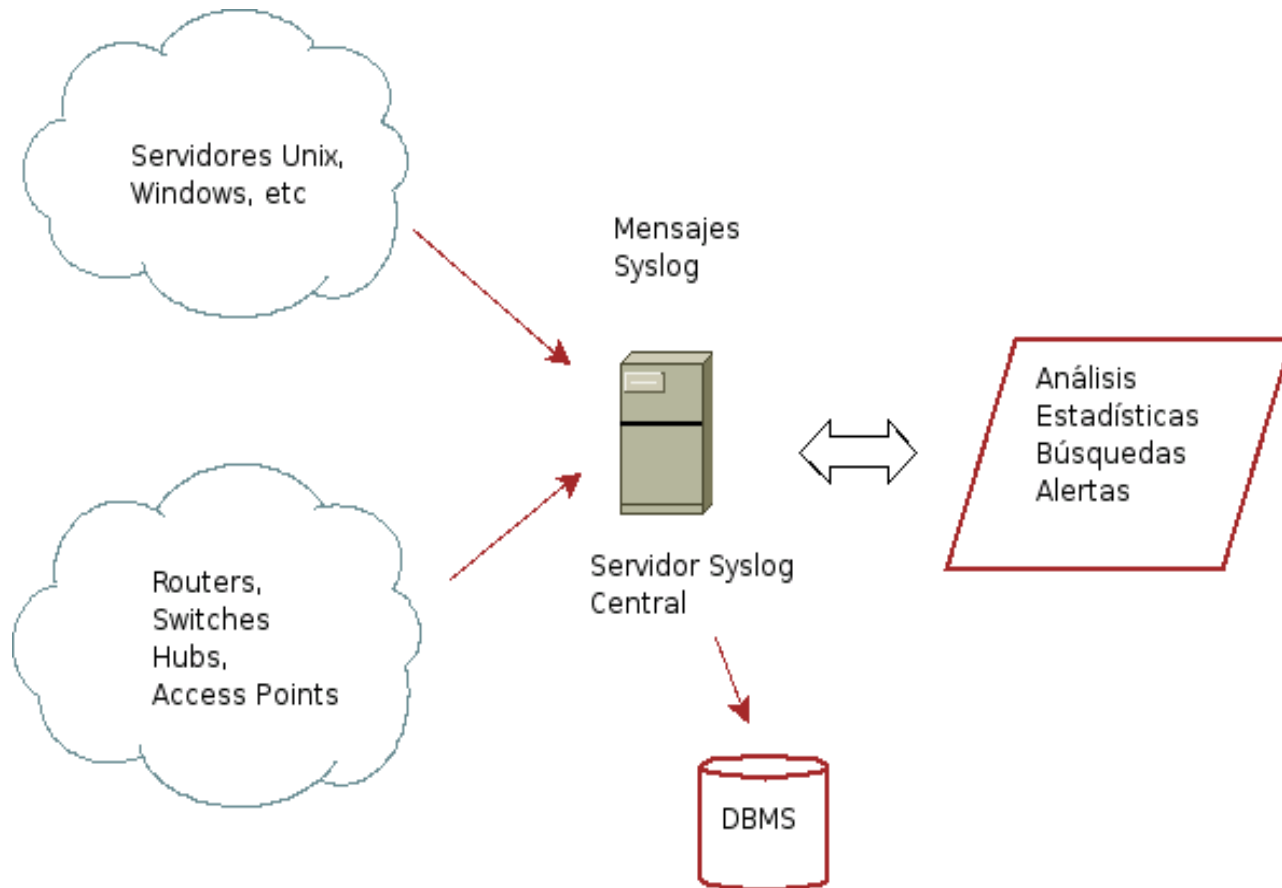 Servidores Unix,
Windows, etc
Mensajes
Syslog
Análisis
Estadísticas
Búsquedas
Alertas
Routers,
Switches
Hubs,
Access Points
Servidor Syslog
Central
DBMS